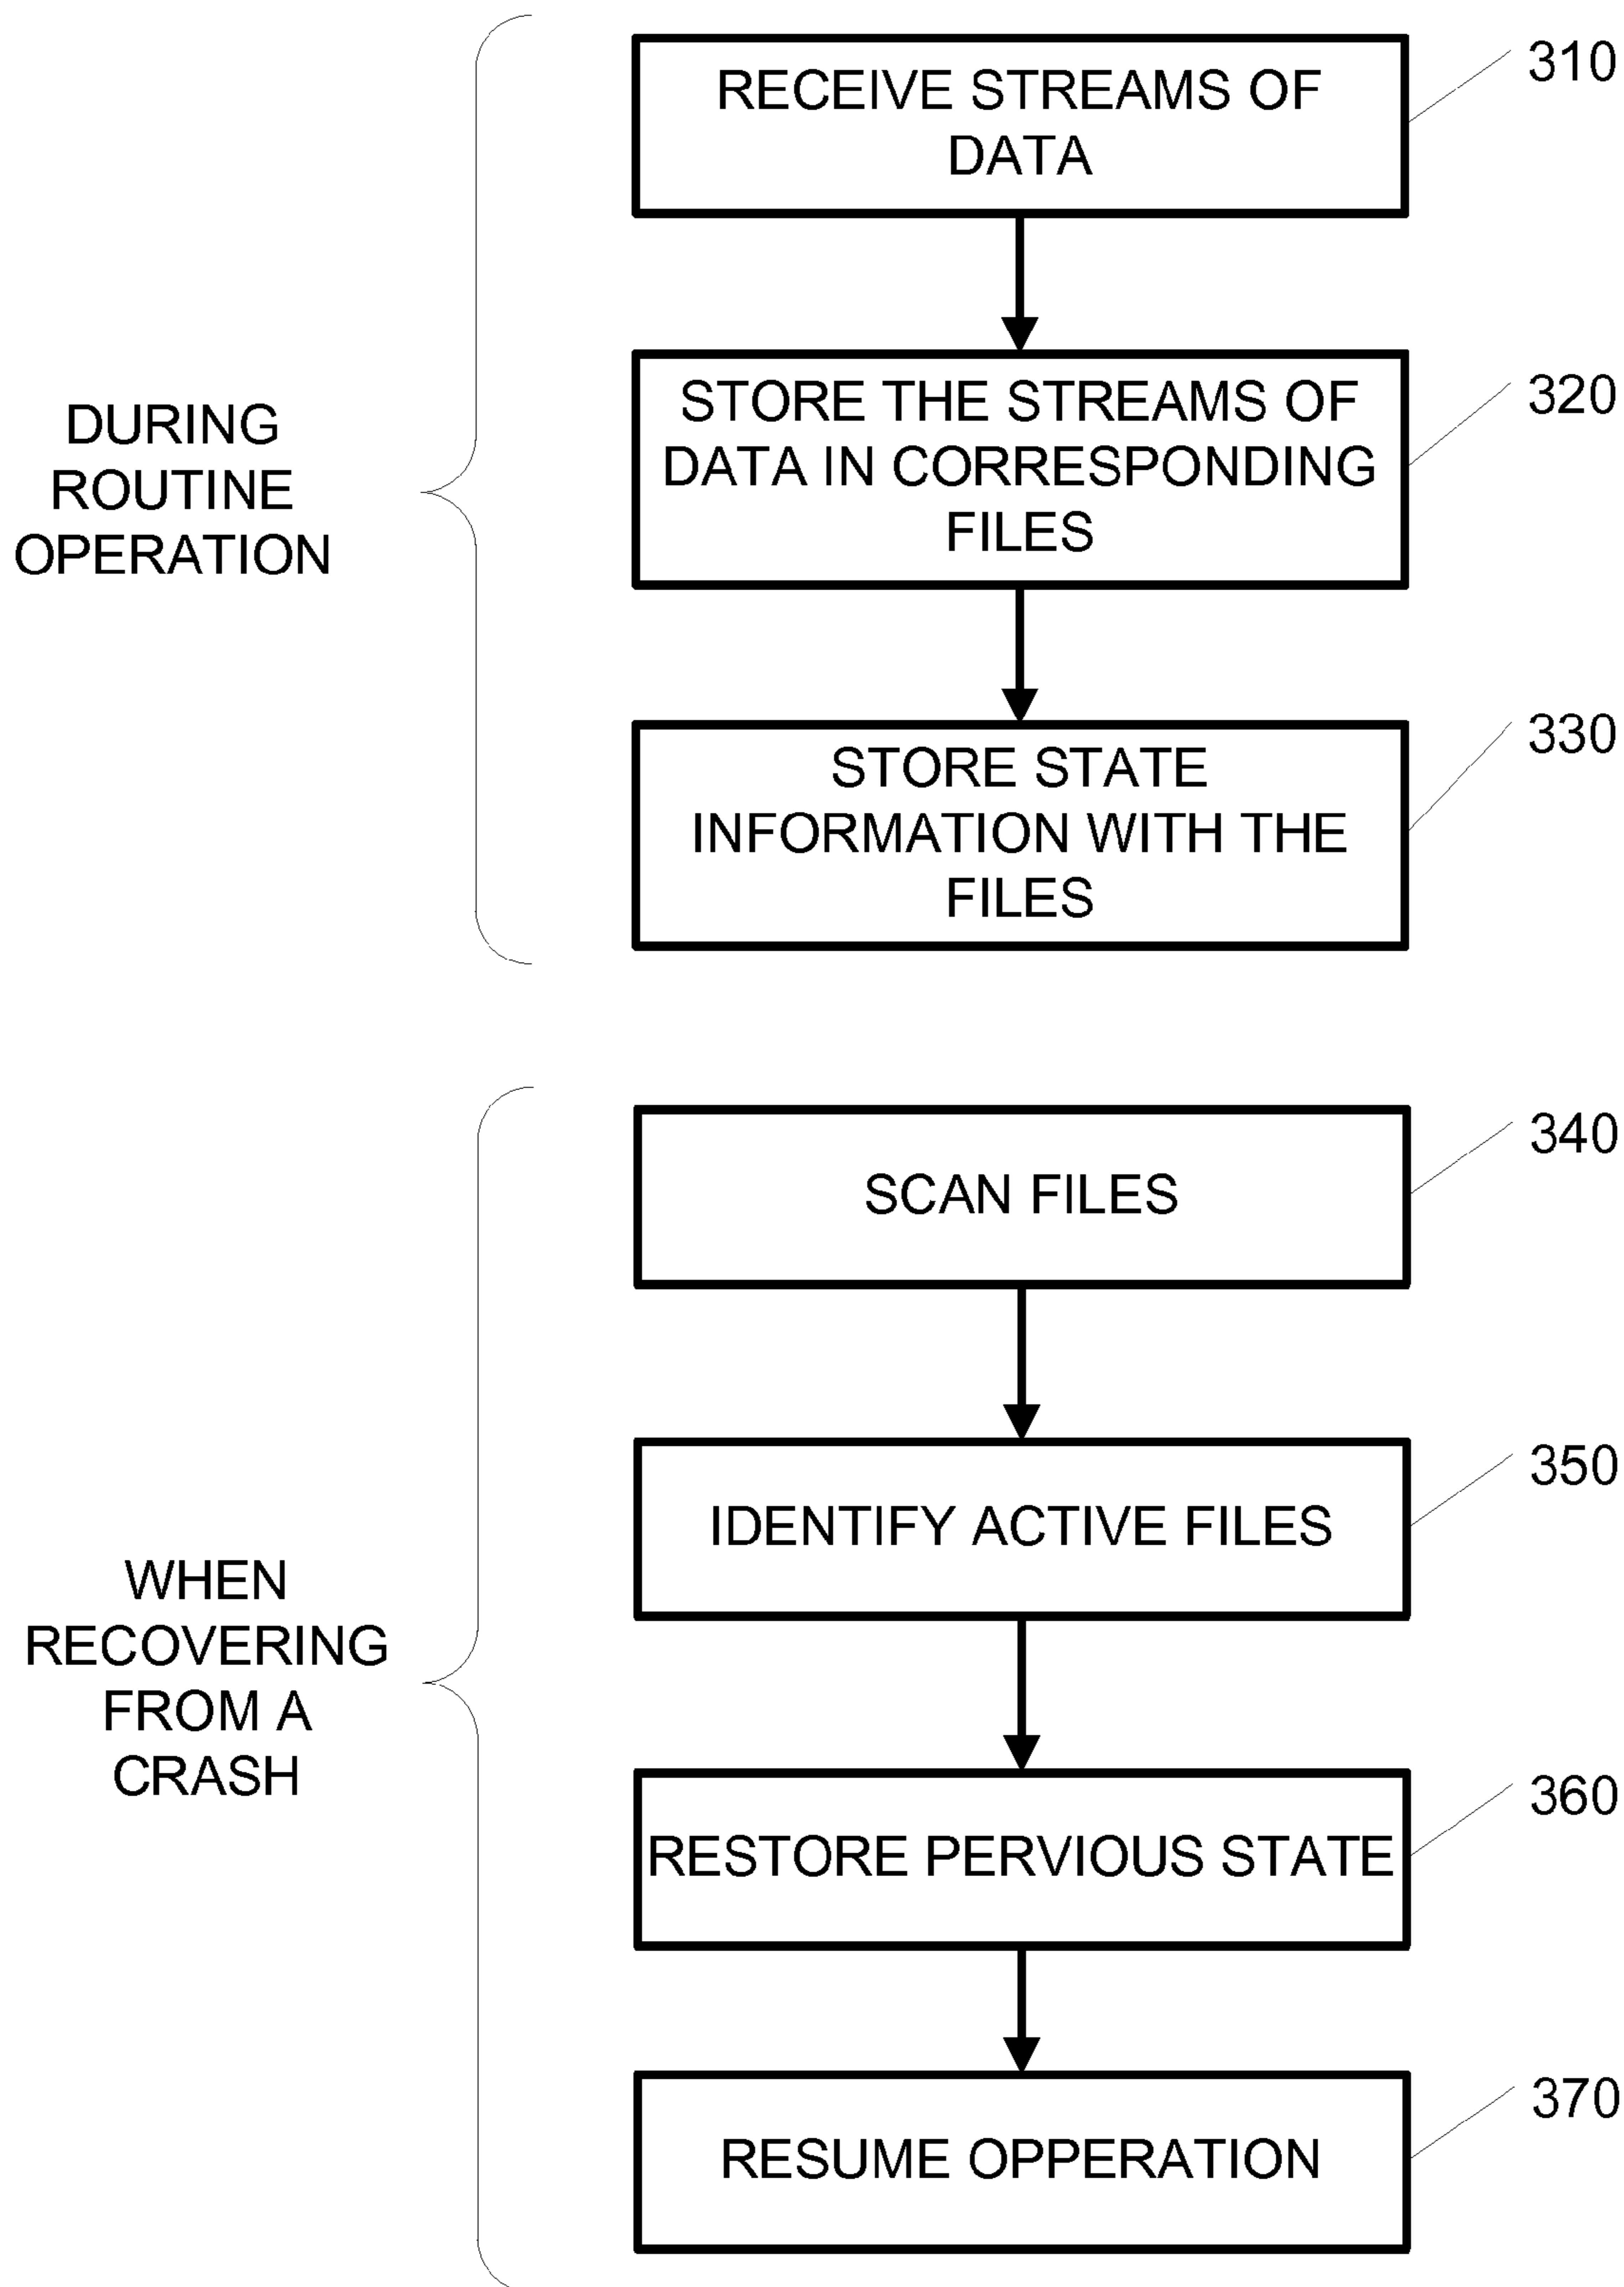 RECEIVE STREAMS OF
DATA
310
STORE THE STREAMS OF
DATA IN CORRESPONDING
FILES
320
DURING
ROUTINE
OPERATION
STORE STATE
INFORMATION WITH THE
FILES
330
SCAN FILES
340
IDENTIFY ACTIVE FILES
350
WHEN
RECOVERING
FROM A
CRASH
RESTORE PERVIOUS STATE
360
RESUME OPPERATION
370